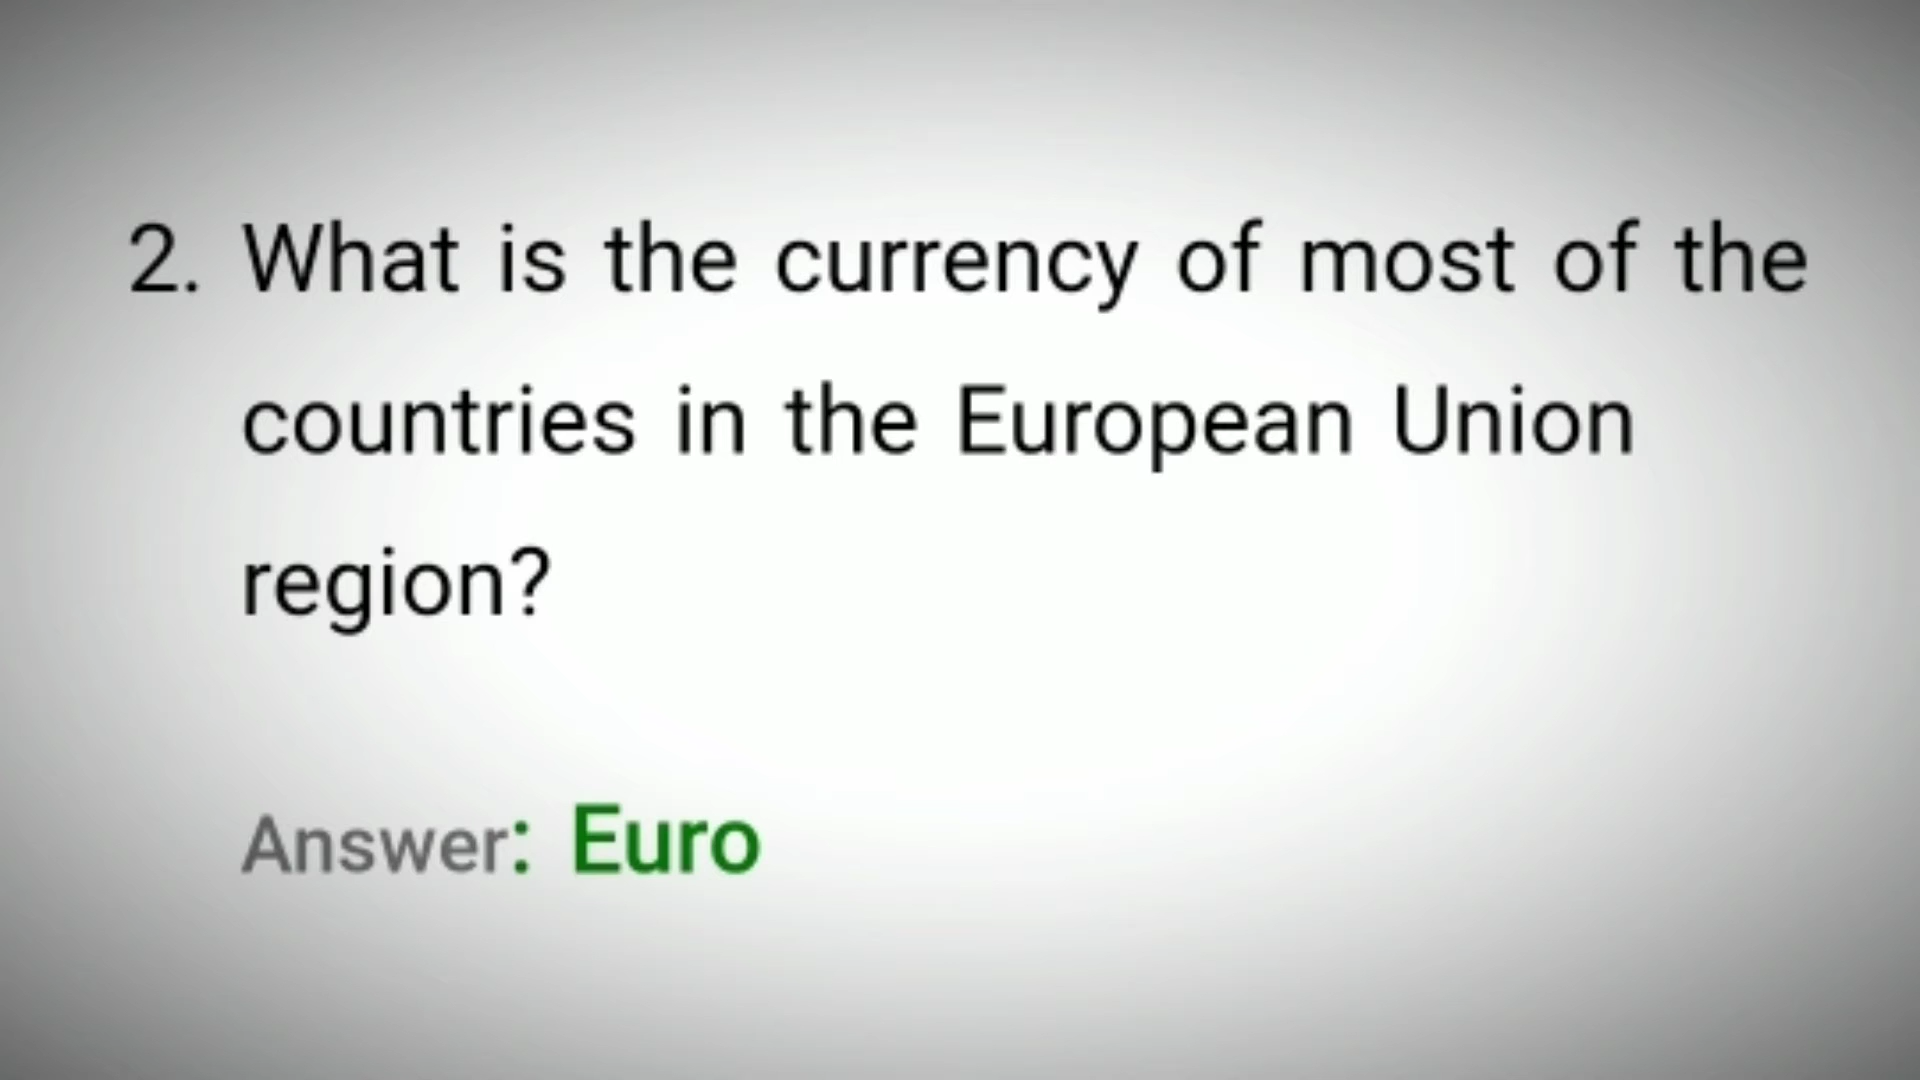 2. What is the currency of most of the
countries in the European Union
region?
Answer: Euro